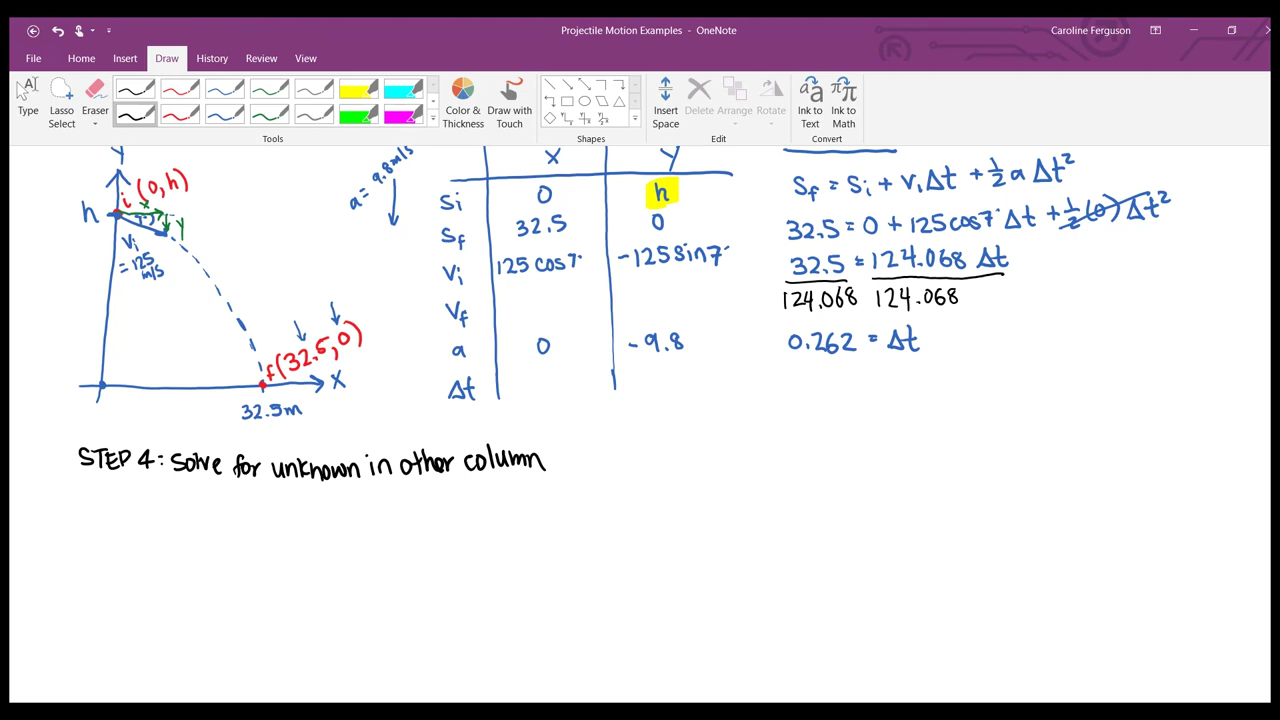 Projectile Motion Examples - OneNote
Caroline Ferguson
File Home Insert Draw History Review View
Type
Lasso Select
Eraser
Color & Thickness
Draw with Touch
Insert Space
Delete
Arrange
Rotate
Ink to Text
Ink to Math
Tools
Shapes
Edit
Convert
Y
i (0,h)
h
x
7°
y
Vi = 125 m/s
a = 9.8m/s
f(32.5,0)
X
32.5m
X Y
Si 0 h
Sf 32.5 0
Vi 125 cos7° -125sin7°
Vf
a 0 -9.8
Δt
Sf = Si + ViΔt + 1/2 a Δt²
32.5 = 0 + 125cos7° Δt + 1/2(0) Δt²
32.5 = 124.068 Δt
124.068 124.068
0.262 = Δt
STEP 4: Solve for unknown in other column